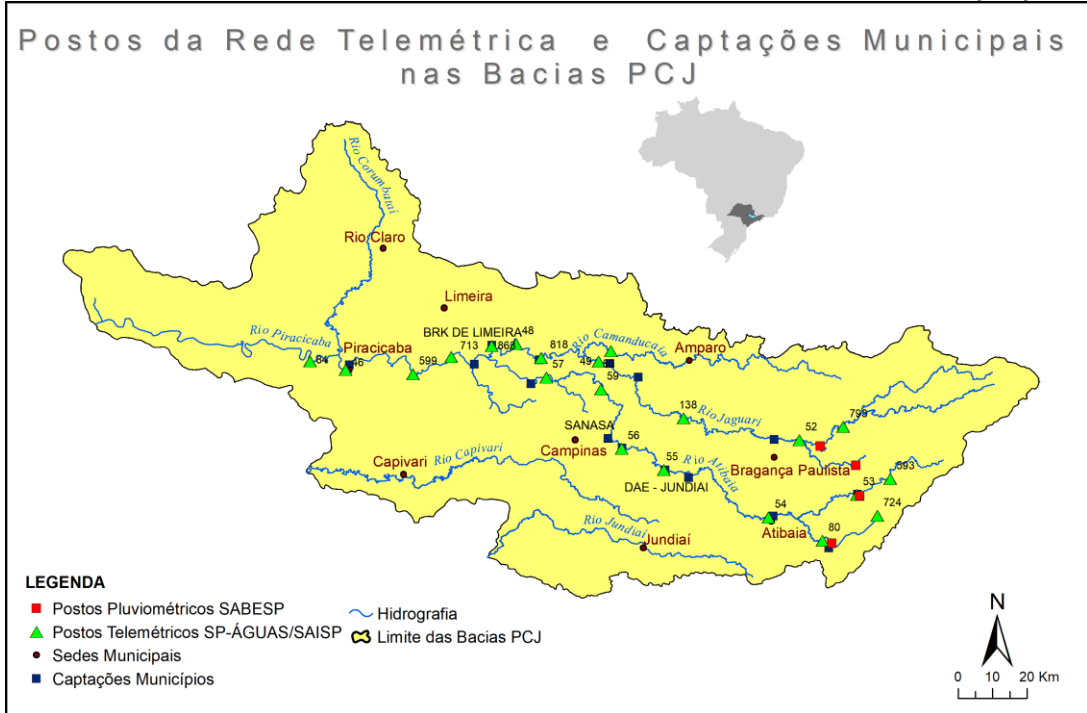 Postos da Rede Telemétrica e Captações Municipais
nas Bacias PCJ
Rio Corumbataí
Rio Claro
Limeira
Rio Piracicaba
Piracicaba
BRK DE LIMEIRA
48
Rio Camanducaia
Amparo
84
46
599
713
868
818
49
57
59
138
Rio Jaguari
52
798
SANASA
Campinas
56
Capivari
Rio Capivari
55
Rio Atibaia
Bragança Paulista
DAE - JUNDIAI
53
593
54
724
Atibaia
80
Rio Jundiaí
Jundiaí
LEGENDA
Postos Pluviométricos SABESP
Postos Telemétricos SP-ÁGUAS/SAISP
Sedes Municipais
Captações Municípios
Hidrografia
Limite das Bacias PCJ
N
0 10 20 Km